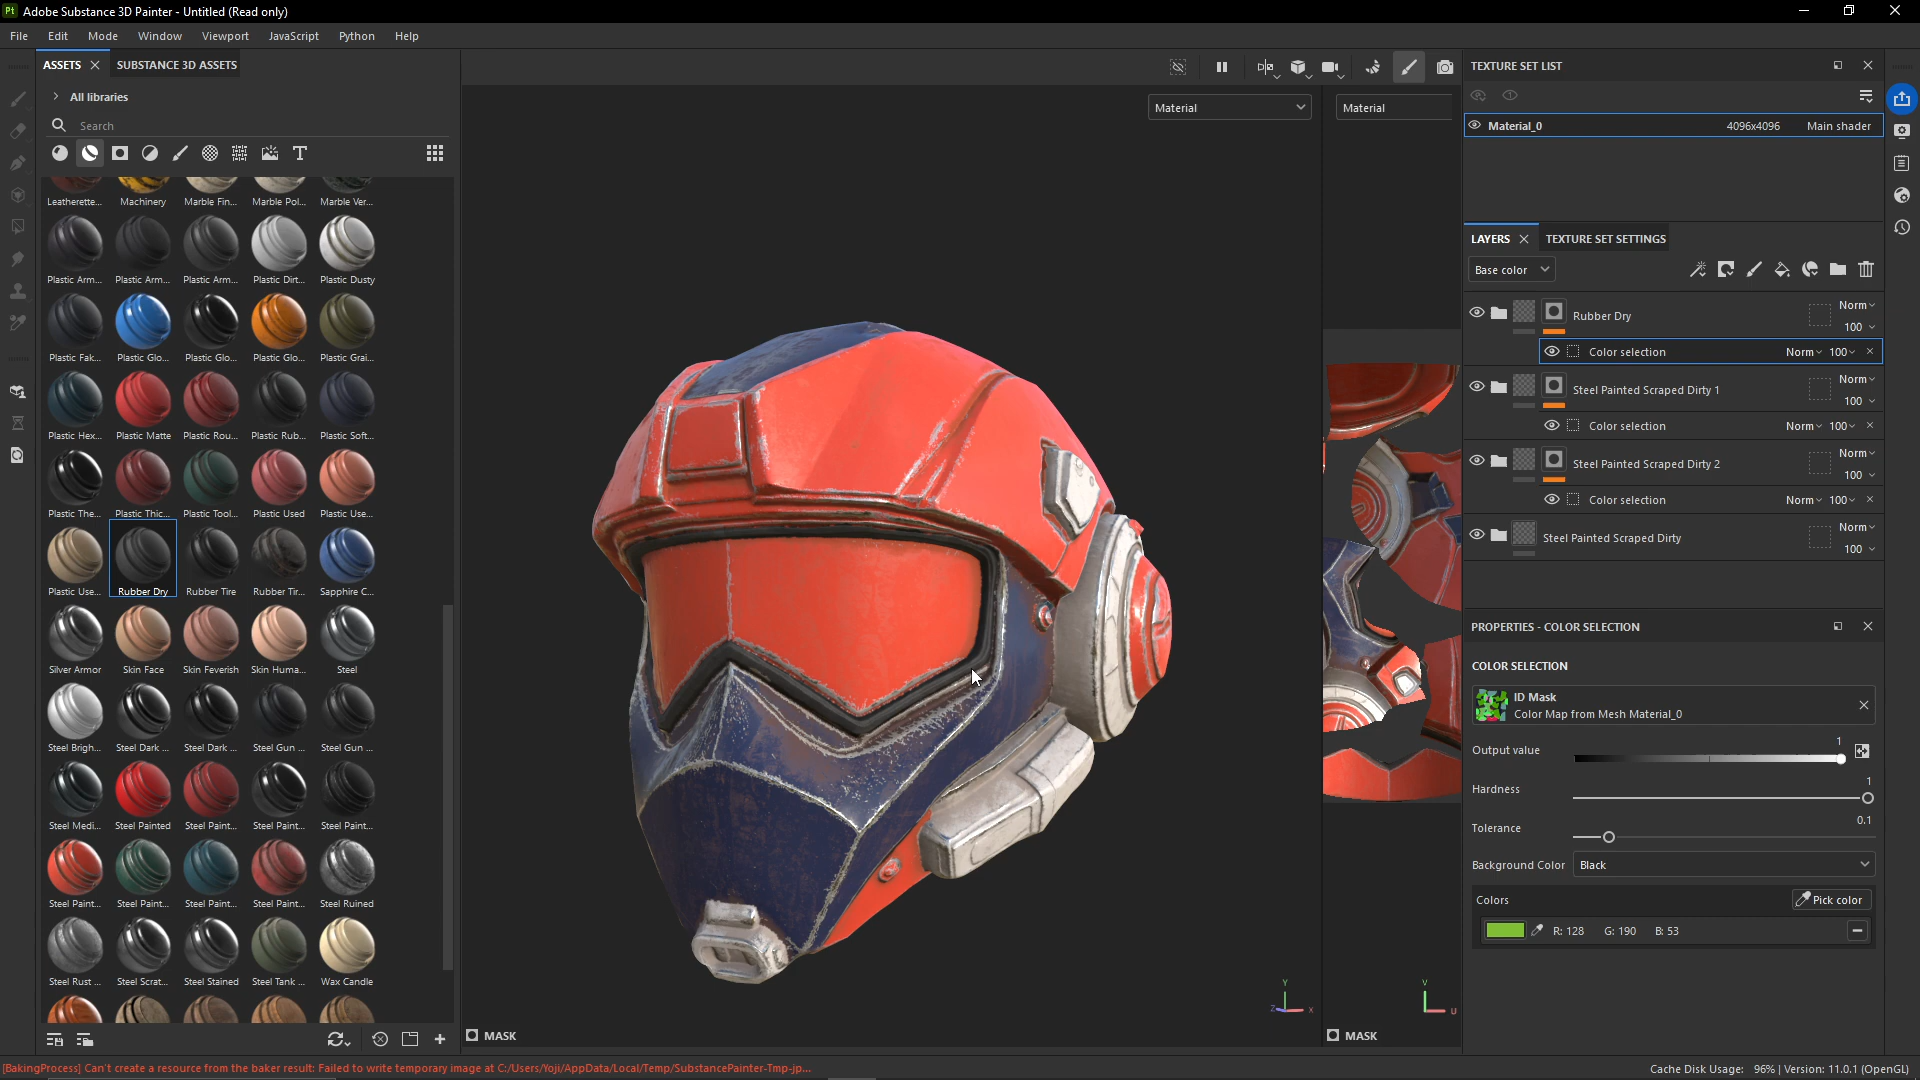 Pt Adobe Substance 3D Painter - Untitled (Read only)
File Edit Mode Window Viewport JavaScript Python Help
ASSETS SUBSTANCE 3D ASSETS
All libraries
Search
Leatherette... Machinery Marble Fin... Marble Pol... Marble Ver...
Plastic Arm... Plastic Arm... Plastic Arm... Plastic Dirt... Plastic Dusty
Plastic Fak... Plastic Glo... Plastic Glo... Plastic Glo... Plastic Grai...
Plastic Hex... Plastic Matte Plastic Rou... Plastic Rub... Plastic Soft...
Plastic The... Plastic Thic... Plastic Tool... Plastic Used Plastic Use...
Plastic Use... Rubber Dry Rubber Tire Rubber Tir... Sapphire C...
Silver Armor Skin Face Skin Feverish Skin Huma... Steel
Steel Brigh... Steel Dark ... Steel Dark ... Steel Gun ... Steel Gun ...
Steel Medi... Steel Painted Steel Paint... Steel Paint... Steel Paint...
Steel Paint... Steel Paint... Steel Paint... Steel Paint... Steel Ruined
Steel Rust ... Steel Scrat... Steel Stained Steel Tank ... Wax Candle
Material
Material
Y
Z X
V
U
MASK
MASK
TEXTURE SET LIST
Material_0 4096x4096 Main shader
LAYERS TEXTURE SET SETTINGS
Base color
Rubber Dry Norm 100
Color selection Norm 100
Steel Painted Scraped Dirty 1 Norm 100
Color selection Norm 100
Steel Painted Scraped Dirty 2 Norm 100
Color selection Norm 100
Steel Painted Scraped Dirty Norm 100
PROPERTIES - COLOR SELECTION
COLOR SELECTION
ID Mask
Color Map from Mesh Material_0
Output value 1
Hardness 1
Tolerance 0.1
Background Color Black
Colors Pick color
R: 128 G: 190 B: 53
[BakingProcess] Can't create a resource from the baker result: Failed to write temporary image at C:/Users/Yoji/AppData/Local/Temp/SubstancePainter-Tmp-jp...
Cache Disk Usage: 96% | Version: 11.0.1 (OpenGL)